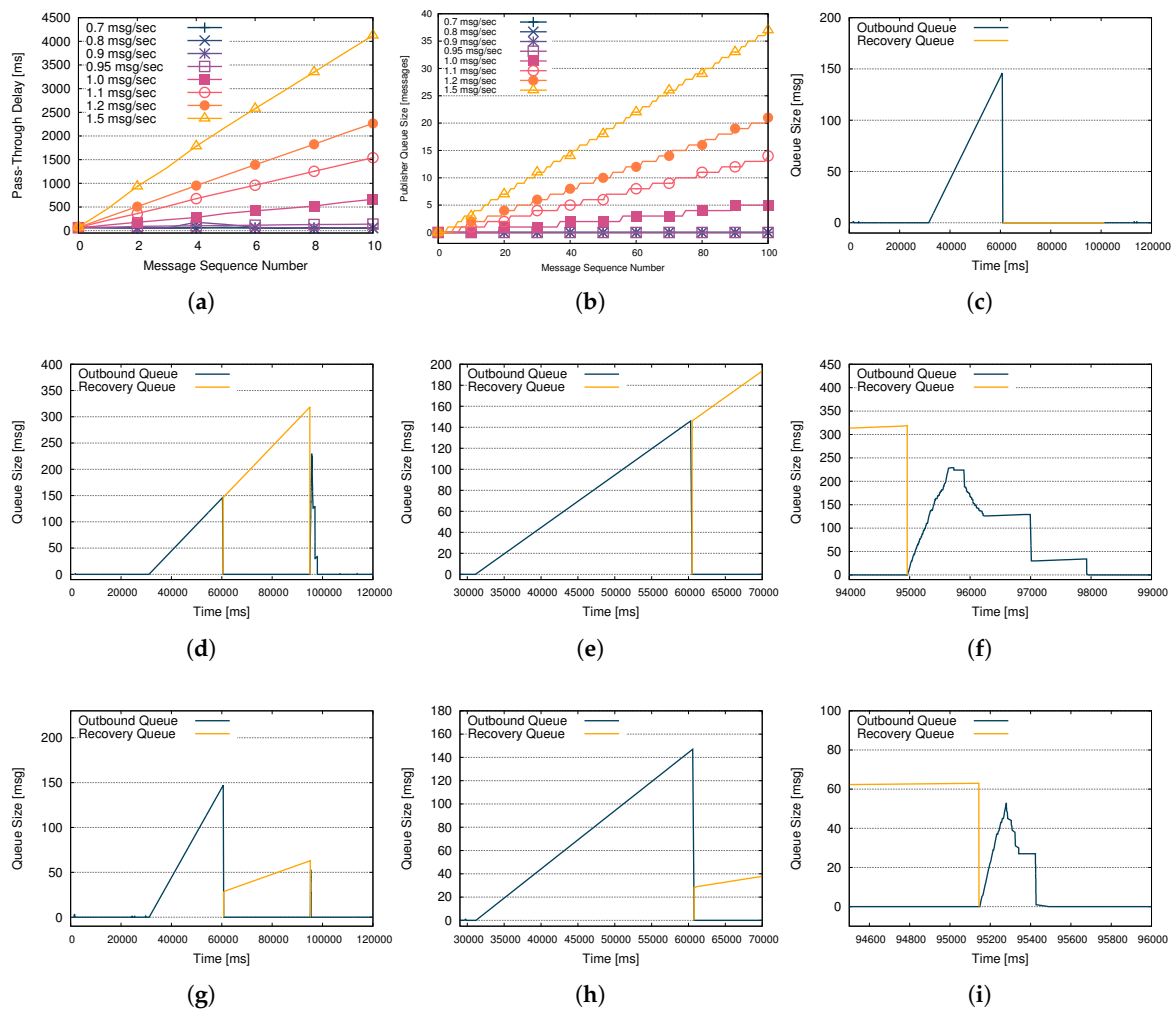 Pass-Through Delay [ms]
4500
4000
3500
3000
2500
2000
1500
1000
500
0
0.7 msg/sec
0.8 msg/sec
0.9 msg/sec
0.95 msg/sec
1.0 msg/sec
1.1 msg/sec
1.2 msg/sec
1.5 msg/sec
0 2 4 6 8 10
Message Sequence Number
(a)
Publisher Queue Size [messages]
40
35
30
25
20
15
10
5
0
0.7 msg/sec
0.8 msg/sec
0.9 msg/sec
0.95 msg/sec
1.0 msg/sec
1.1 msg/sec
1.2 msg/sec
1.5 msg/sec
0 20 40 60 80 100
Message Sequence Number
(b)
Queue Size [msg]
200
150
100
50
0
Outbound Queue
Recovery Queue
0 20000 40000 60000 80000 100000 120000
Time [ms]
(c)
Queue Size [msg]
400
350
300
250
200
150
100
50
0
Outbound Queue
Recovery Queue
0 20000 40000 60000 80000 100000 120000
Time [ms]
(d)
Queue Size [msg]
200
180
160
140
120
100
80
60
40
20
0
Outbound Queue
Recovery Queue
30000 35000 40000 45000 50000 55000 60000 65000 70000
Time [ms]
(e)
Queue Size [msg]
450
400
350
300
250
200
150
100
50
0
Outbound Queue
Recovery Queue
94000 95000 96000 97000 98000 99000
Time [ms]
(f)
Queue Size [msg]
200
150
100
50
0
Outbound Queue
Recovery Queue
0 20000 40000 60000 80000 100000 120000
Time [ms]
(g)
Queue Size [msg]
180
160
140
120
100
80
60
40
20
0
Outbound Queue
Recovery Queue
30000 35000 40000 45000 50000 55000 60000 65000 70000
Time [ms]
(h)
Queue Size [msg]
100
80
60
40
20
0
Outbound Queue
Recovery Queue
94600 94800 95000 95200 95400 95600 95800 96000
Time [ms]
(i)